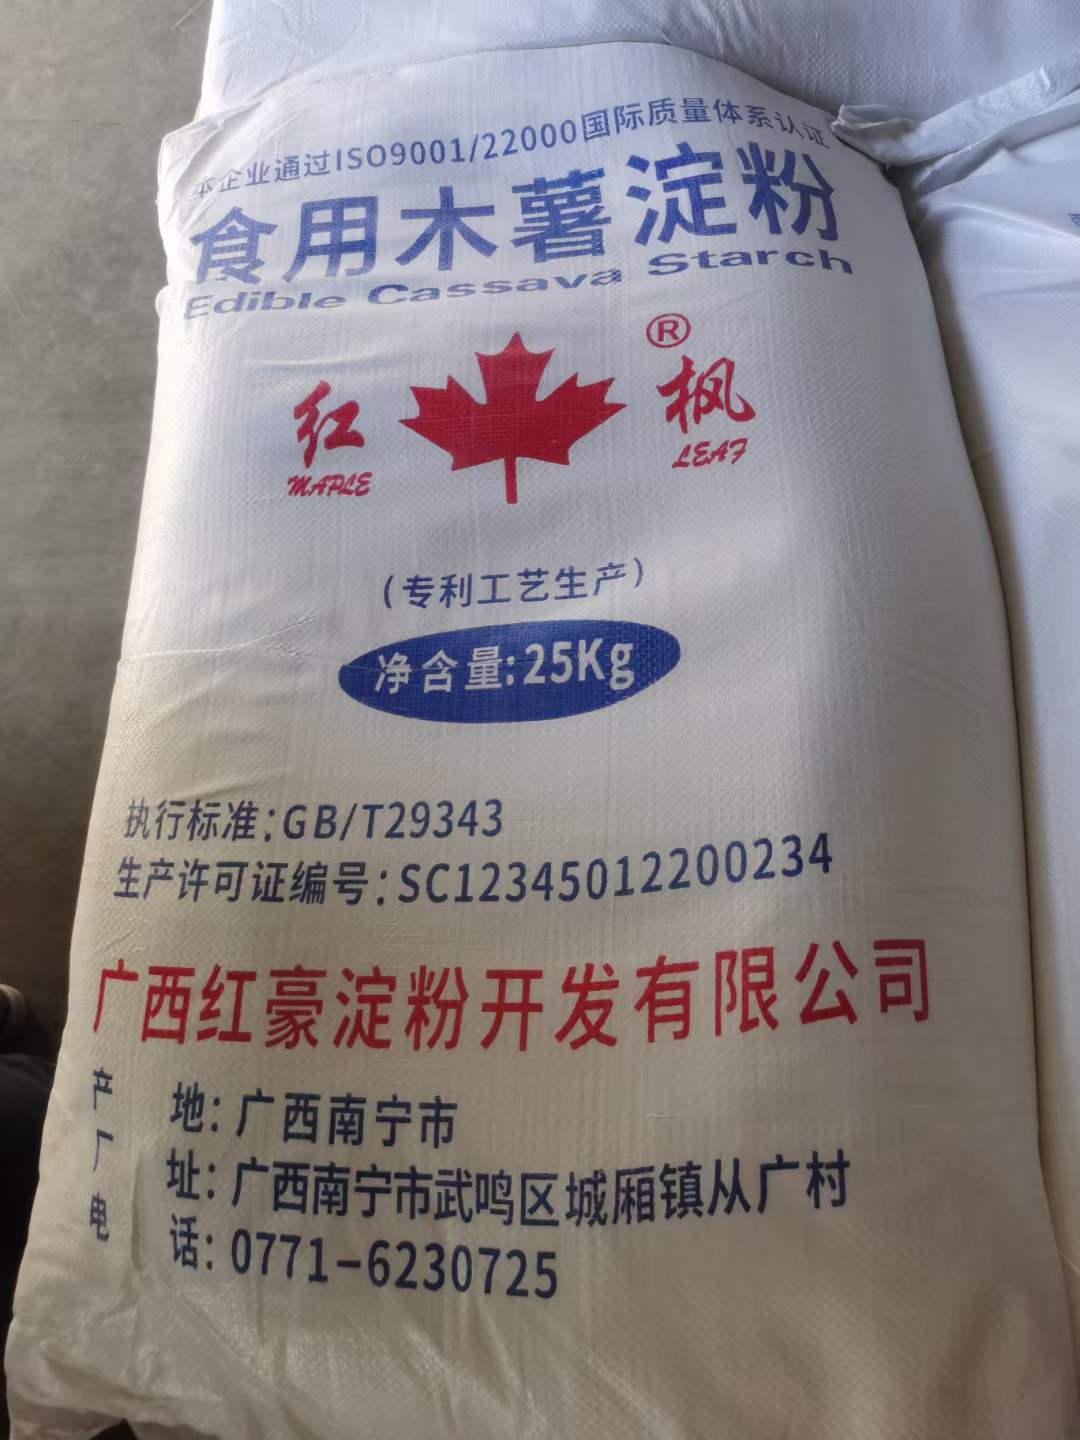 本企业通过ISO9001/22000国际质量体系认证
食用木薯淀粉
Edible Cassava Starch
®
红 枫
MAPLE LEAF
(专利工艺生产)
净含量:25Kg
执行标准:GB/T29343
生产许可证编号:SC12345012200234
广西红豪淀粉开发有限公司
产 地:广西南宁市
厂 址:广西南宁市武鸣区城厢镇从广村
电 话:0771-6230725